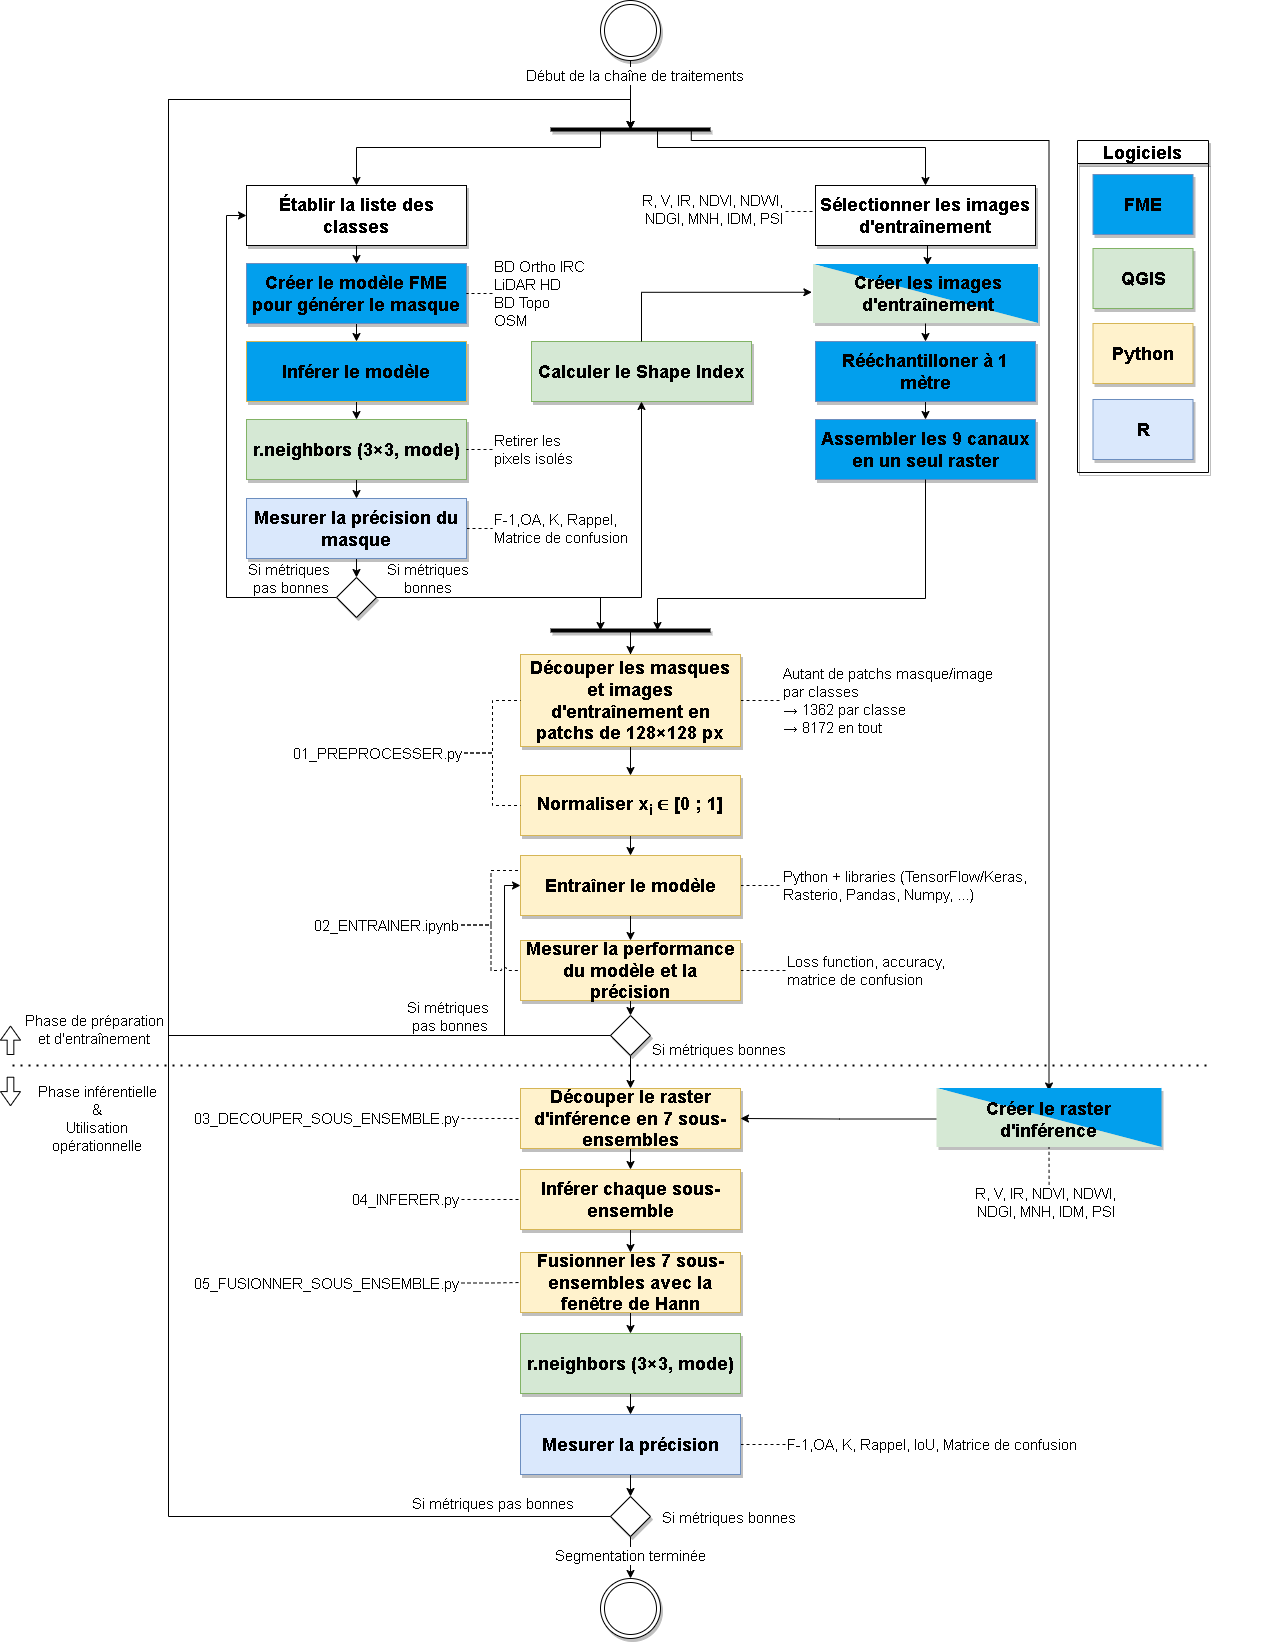 Début de la chaîne de traitements
Logiciels
FME
QGIS
Python
R
Établir la liste des
classes
Créer le modèle FME
pour générer le masque
BD Ortho IRC
LiDAR HD
BD Topo
OSM
Inférer le modèle
r.neighbors (3×3, mode)
Retirer les
pixels isolés
Mesurer la précision du
masque
F-1,OA, K, Rappel,
Matrice de confusion
Si métriques
pas bonnes
Si métriques
bonnes
Calculer le Shape Index
R, V, IR, NDVI, NDWI,
NDGI, MNH, IDM, PSI
Sélectionner les images
d'entraînement
Créer les images
d'entraînement
Rééchantilloner à 1
mètre
Assembler les 9 canaux
en un seul raster
Découper les masques
et images
d'entraînement en
patchs de 128×128 px
Autant de patchs masque/image
par classes
→ 1362 par classe
→ 8172 en tout
01_PREPROCESSER.py
Normaliser xi ∈ [0 ; 1]
Entraîner le modèle
Python + libraries (TensorFlow/Keras,
Rasterio, Pandas, Numpy, ...)
02_ENTRAINER.ipynb
Mesurer la performance
du modèle et la
précision
Loss function, accuracy,
matrice de confusion
Si métriques
pas bonnes
Si métriques bonnes
Phase de préparation
et d'entraînement
Phase inférentielle
&
Utilisation
opérationnelle
03_DECOUPER_SOUS_ENSEMBLE.py
Découper le raster
d'inférence en 7 sous-
ensembles
Créer le raster
d'inférence
R, V, IR, NDVI, NDWI,
NDGI, MNH, IDM, PSI
04_INFERER.py
Inférer chaque sous-
ensemble
05_FUSIONNER_SOUS_ENSEMBLE.py
Fusionner les 7 sous-
ensembles avec la
fenêtre de Hann
r.neighbors (3×3, mode)
Mesurer la précision
F-1,OA, K, Rappel, IoU, Matrice de confusion
Si métriques pas bonnes
Si métriques bonnes
Segmentation terminée